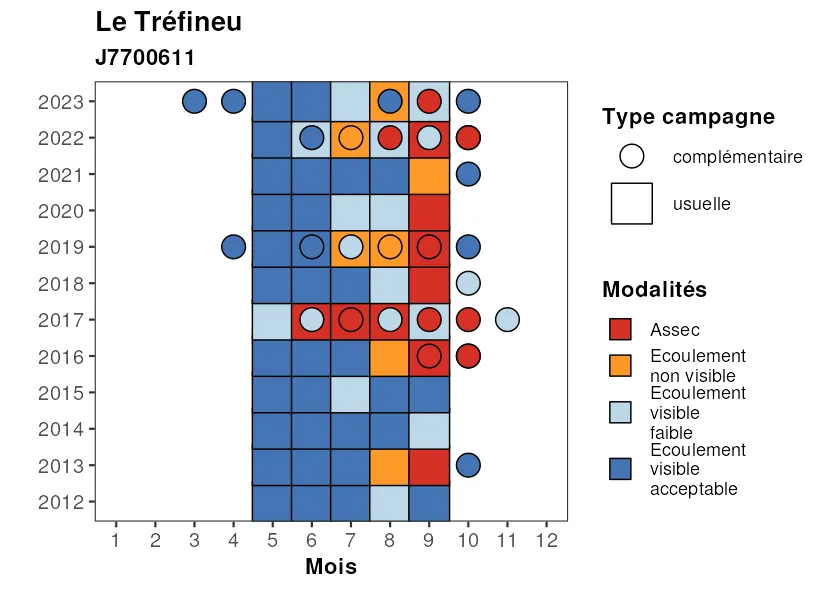 Le Tréfineu
J7700611
2023
2022
2021
2020
2019
2018
2017
2016
2015
2014
2013
2012
1 2 3 4 5 6 7 8 9 10 11 12
Mois
Type campagne
complémentaire
usuelle
Modalités
Assec
Ecoulement
non visible
Ecoulement
visible
faible
Ecoulement
visible
acceptable